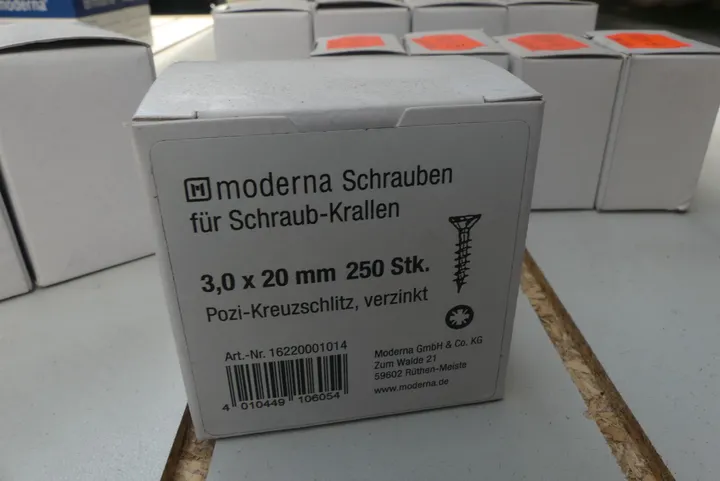 moderna
moderna Schrauben
für Schraub-Krallen
3,0 x 20 mm 250 Stk.
Pozi-Kreuzschlitz, verzinkt
Art.-Nr. 16220001014
4 010449 106054
Moderna GmbH & Co. KG
Zum Walde 21
59602 Rüthen-Meiste
www.moderna.de